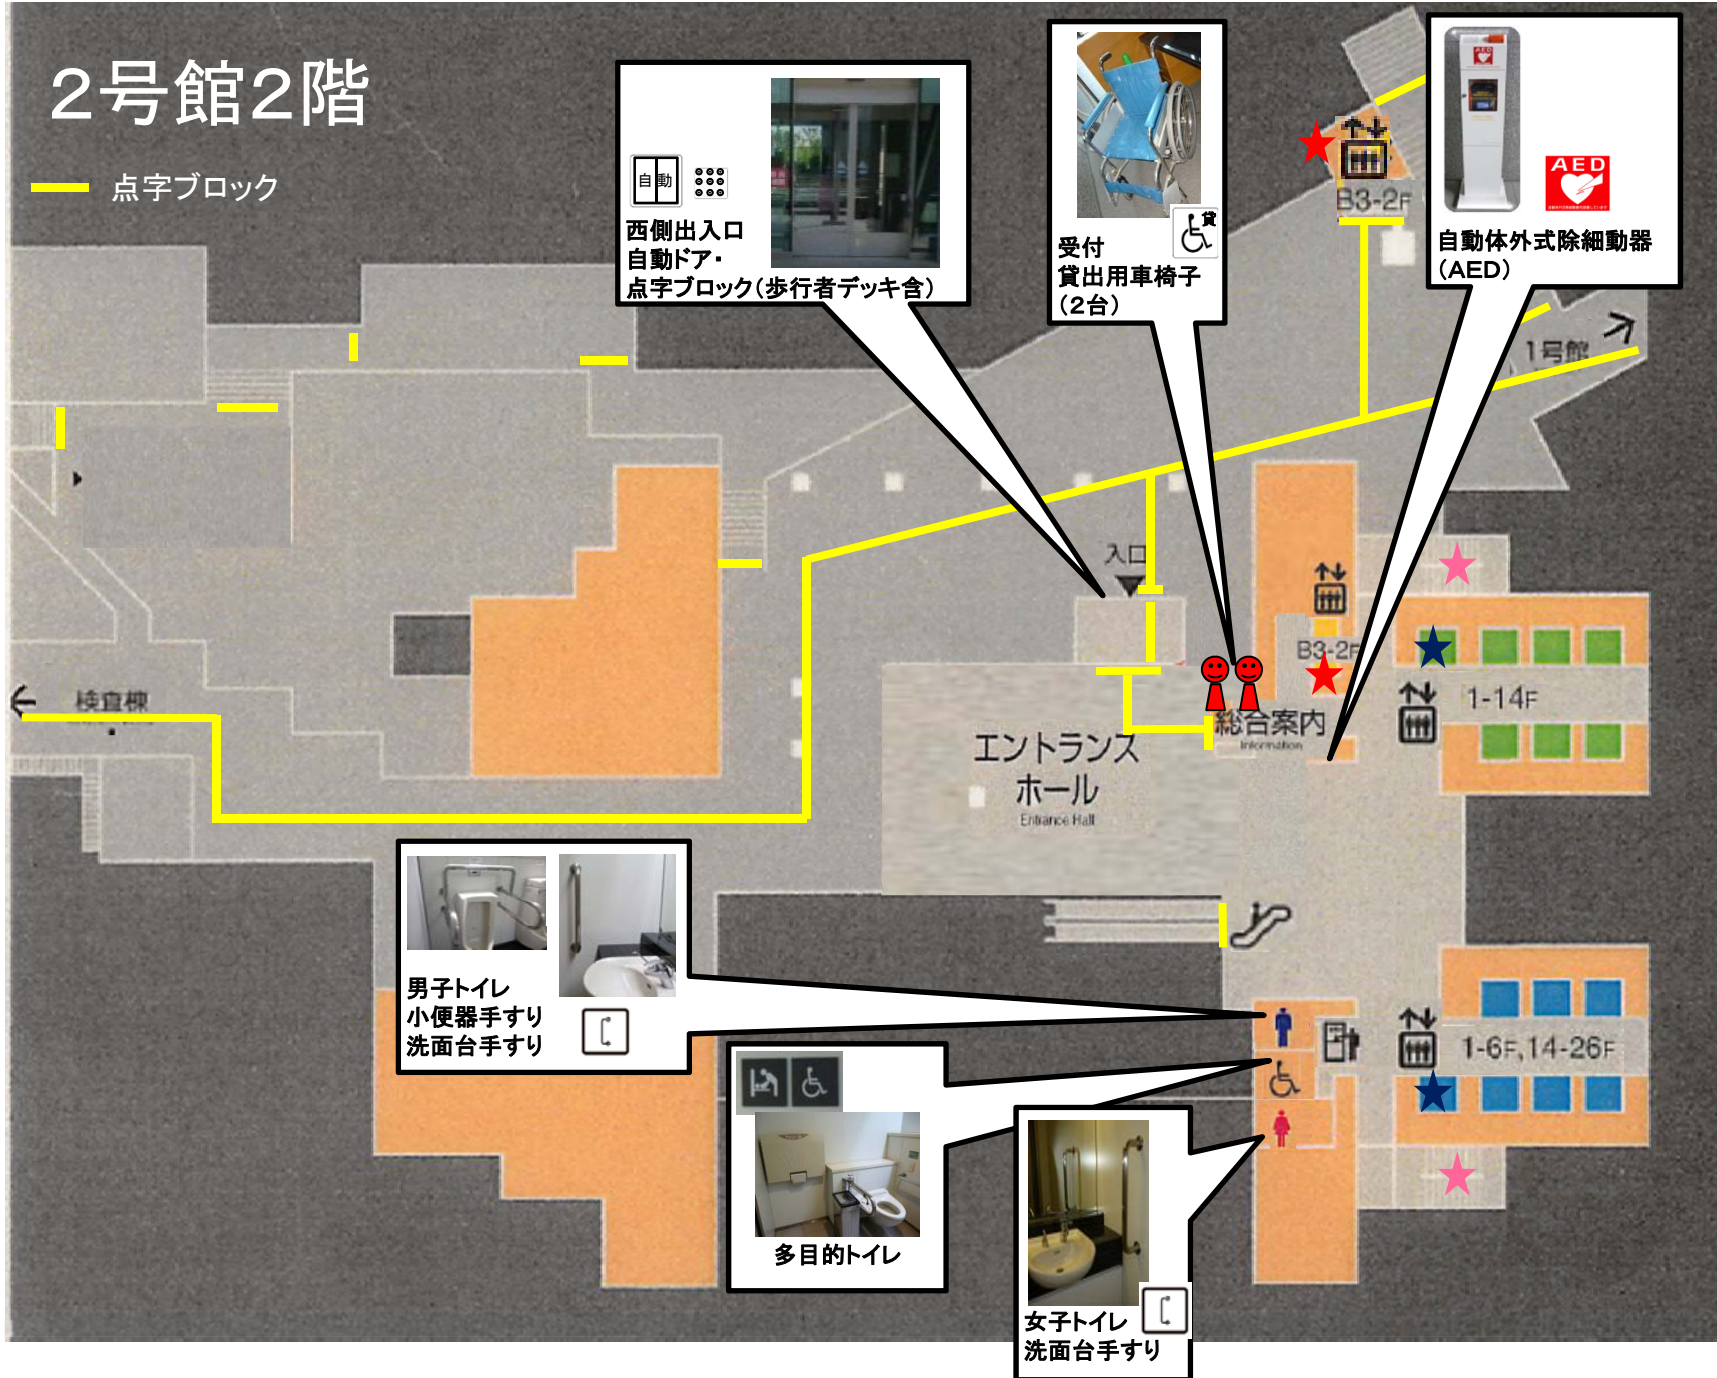 2号館2階
点字ブロック
自動
西側出入口
自動ドア・
点字ブロック(歩行者デッキ含)
貸
受付
貸出用車椅子
(2台)
AED
AED
自動体外式除細動器
(AED)
B3-2F
1号館
入口
B3-2F
検査棟
1-14F
総合案内
Information
エントランス
ホール
Entrance Hall
男子トイレ
小便器手すり
洗面台手すり
1-6F,14-26F
多目的トイレ
女子トイレ
洗面台手すり